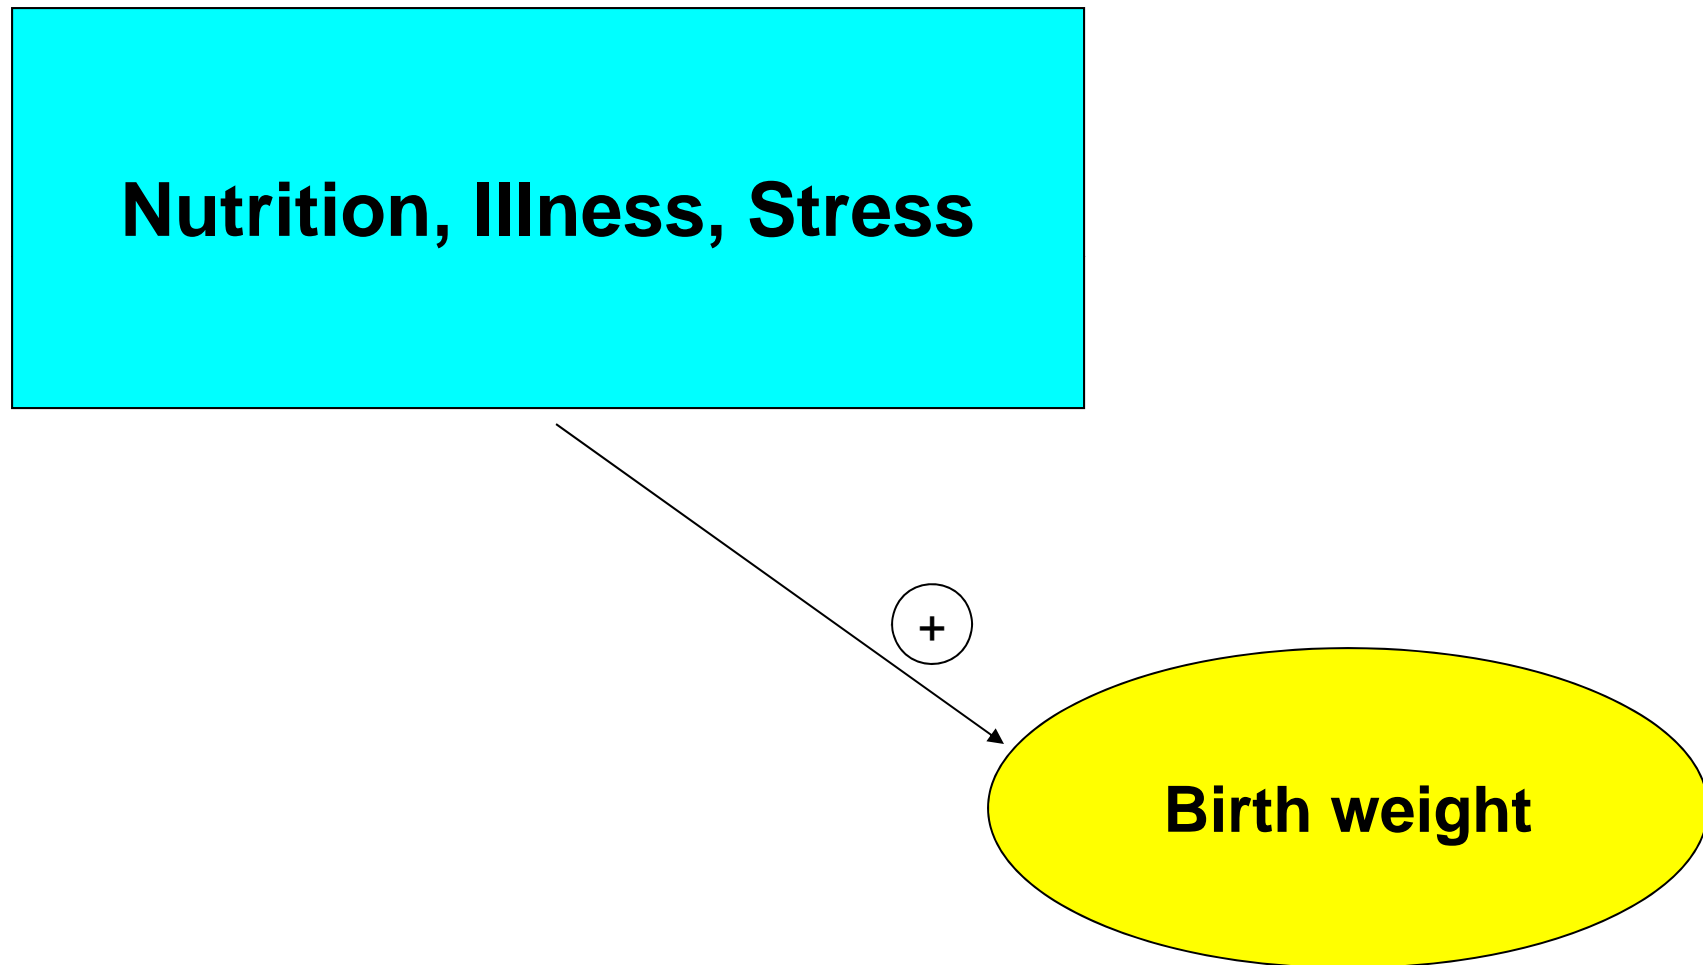 Nutrition, Illness, Stress
+
Birth weight